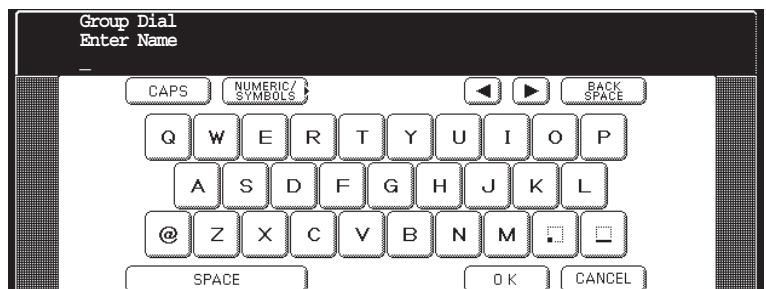 Group Dial
Enter Name
_
CAPS NUMERIC/ SYMBOLS ◀ ▶ BACK SPACE
Q W E R T Y U I O P
A S D F G H J K L
@ Z X C V B N M . _
SPACE OK CANCEL